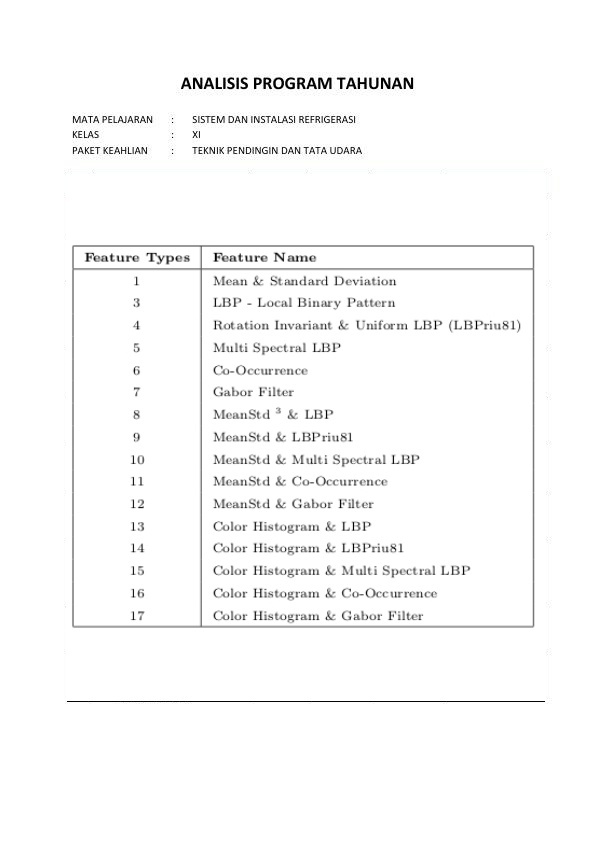 ANALISIS PROGRAM TAHUNAN
MATA PELAJARAN : SISTEM DAN INSTALASI REFRIGERASI
KELAS : XI
PAKET KEAHLIAN : TEKNIK PENDINGIN DAN TATA UDARA
Feature Types Feature Name
1 Mean & Standard Deviation
3 LBP - Local Binary Pattern
4 Rotation Invariant & Uniform LBP (LBPriu81)
5 Multi Spectral LBP
6 Co-Occurrence
7 Gabor Filter
8 MeanStd ³ & LBP
9 MeanStd & LBPriu81
10 MeanStd & Multi Spectral LBP
11 MeanStd & Co-Occurrence
12 MeanStd & Gabor Filter
13 Color Histogram & LBP
14 Color Histogram & LBPriu81
15 Color Histogram & Multi Spectral LBP
16 Color Histogram & Co-Occurrence
17 Color Histogram & Gabor Filter